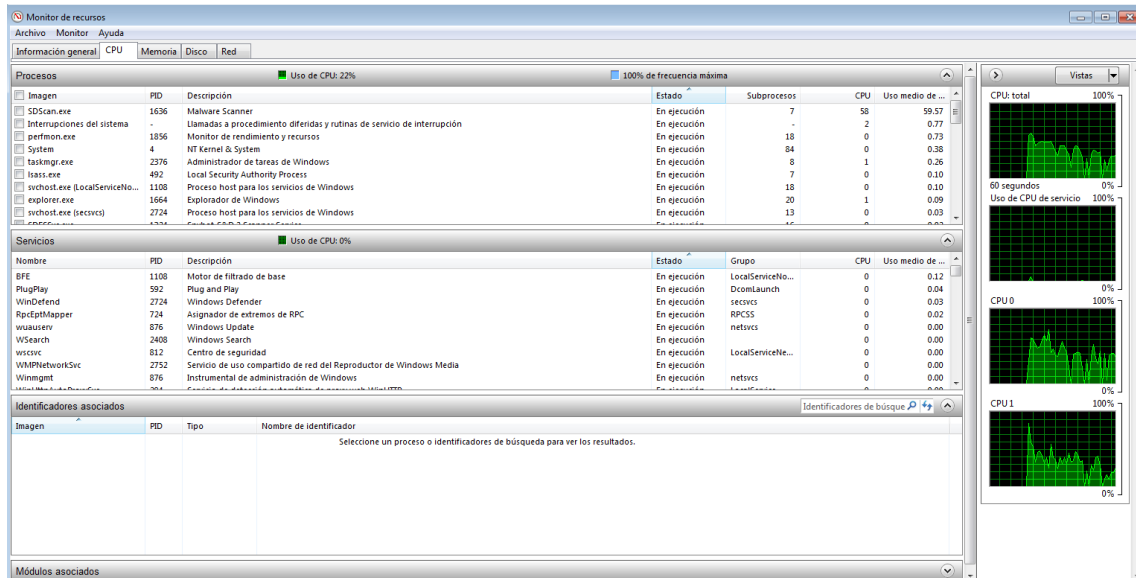 Monitor de recursos
Archivo Monitor Ayuda
Información general CPU Memoria Disco Red
Procesos Uso de CPU: 22% 100% de frecuencia máxima
Imagen PID Descripción Estado Subprocesos CPU Uso medio de ...
SDScan.exe 1636 Malware Scanner En ejecución 7 58 59.57
Interrupciones del sistema - Llamadas a procedimiento diferidas y rutinas de servicio de interrupción En ejecución - 2 0.77
perfmon.exe 1856 Monitor de rendimiento y recursos En ejecución 18 0 0.73
System 4 NT Kernel & System En ejecución 84 0 0.38
taskmgr.exe 2376 Administrador de tareas de Windows En ejecución 8 1 0.26
lsass.exe 492 Local Security Authority Process En ejecución 7 0 0.10
svchost.exe (LocalServiceNo... 1108 Proceso host para los servicios de Windows En ejecución 18 0 0.10
explorer.exe 1664 Explorador de Windows En ejecución 20 1 0.09
svchost.exe (secsvcs) 2724 Proceso host para los servicios de Windows En ejecución 13 0 0.03
Servicios Uso de CPU: 0%
Nombre PID Descripción Estado Grupo CPU Uso medio de ...
BFE 1108 Motor de filtrado de base En ejecución LocalServiceNo... 0 0.12
PlugPlay 592 Plug and Play En ejecución DcomLaunch 0 0.04
WinDefend 2724 Windows Defender En ejecución secsvcs 0 0.03
RpcEptMapper 724 Asignador de extremos de RPC En ejecución RPCSS 0 0.02
wuauserv 876 Windows Update En ejecución netsvcs 0 0.00
WSearch 2408 Windows Search En ejecución 0 0.00
wscsvc 812 Centro de seguridad En ejecución LocalServiceNe... 0 0.00
WMPNetworkSvc 2752 Servicio de uso compartido de red del Reproductor de Windows Media En ejecución 0 0.00
Winmgmt 876 Instrumental de administración de Windows En ejecución netsvcs 0 0.00
Identificadores asociados Identificadores de búsque
Imagen PID Tipo Nombre de identificador
Seleccione un proceso o identificadores de búsqueda para ver los resultados.
Módulos asociados
Vistas
CPU: total 100%
60 segundos 0%
Uso de CPU de servicio 100%
0%
CPU 0 100%
0%
CPU 1 100%
0%